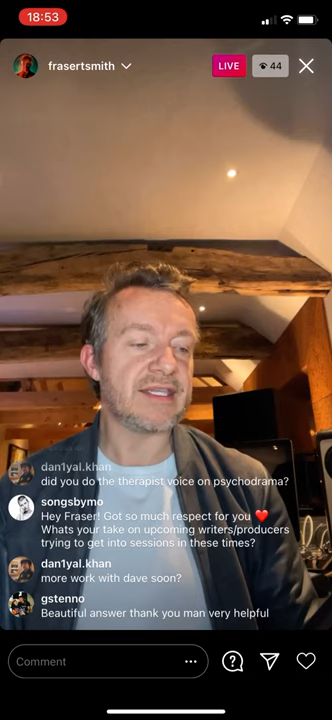 18:53
frasertsmith
LIVE
44
dan1yal.khan
did you do the therapist voice on psychodrama?
songsbymo
Hey Fraser! Got so much respect for you ❤️
Whats your take on upcoming writers/producers
trying to get into sessions in these times?
dan1yal.khan
more work with dave soon?
gstenno
Beautiful answer thank you man very helpful
Comment